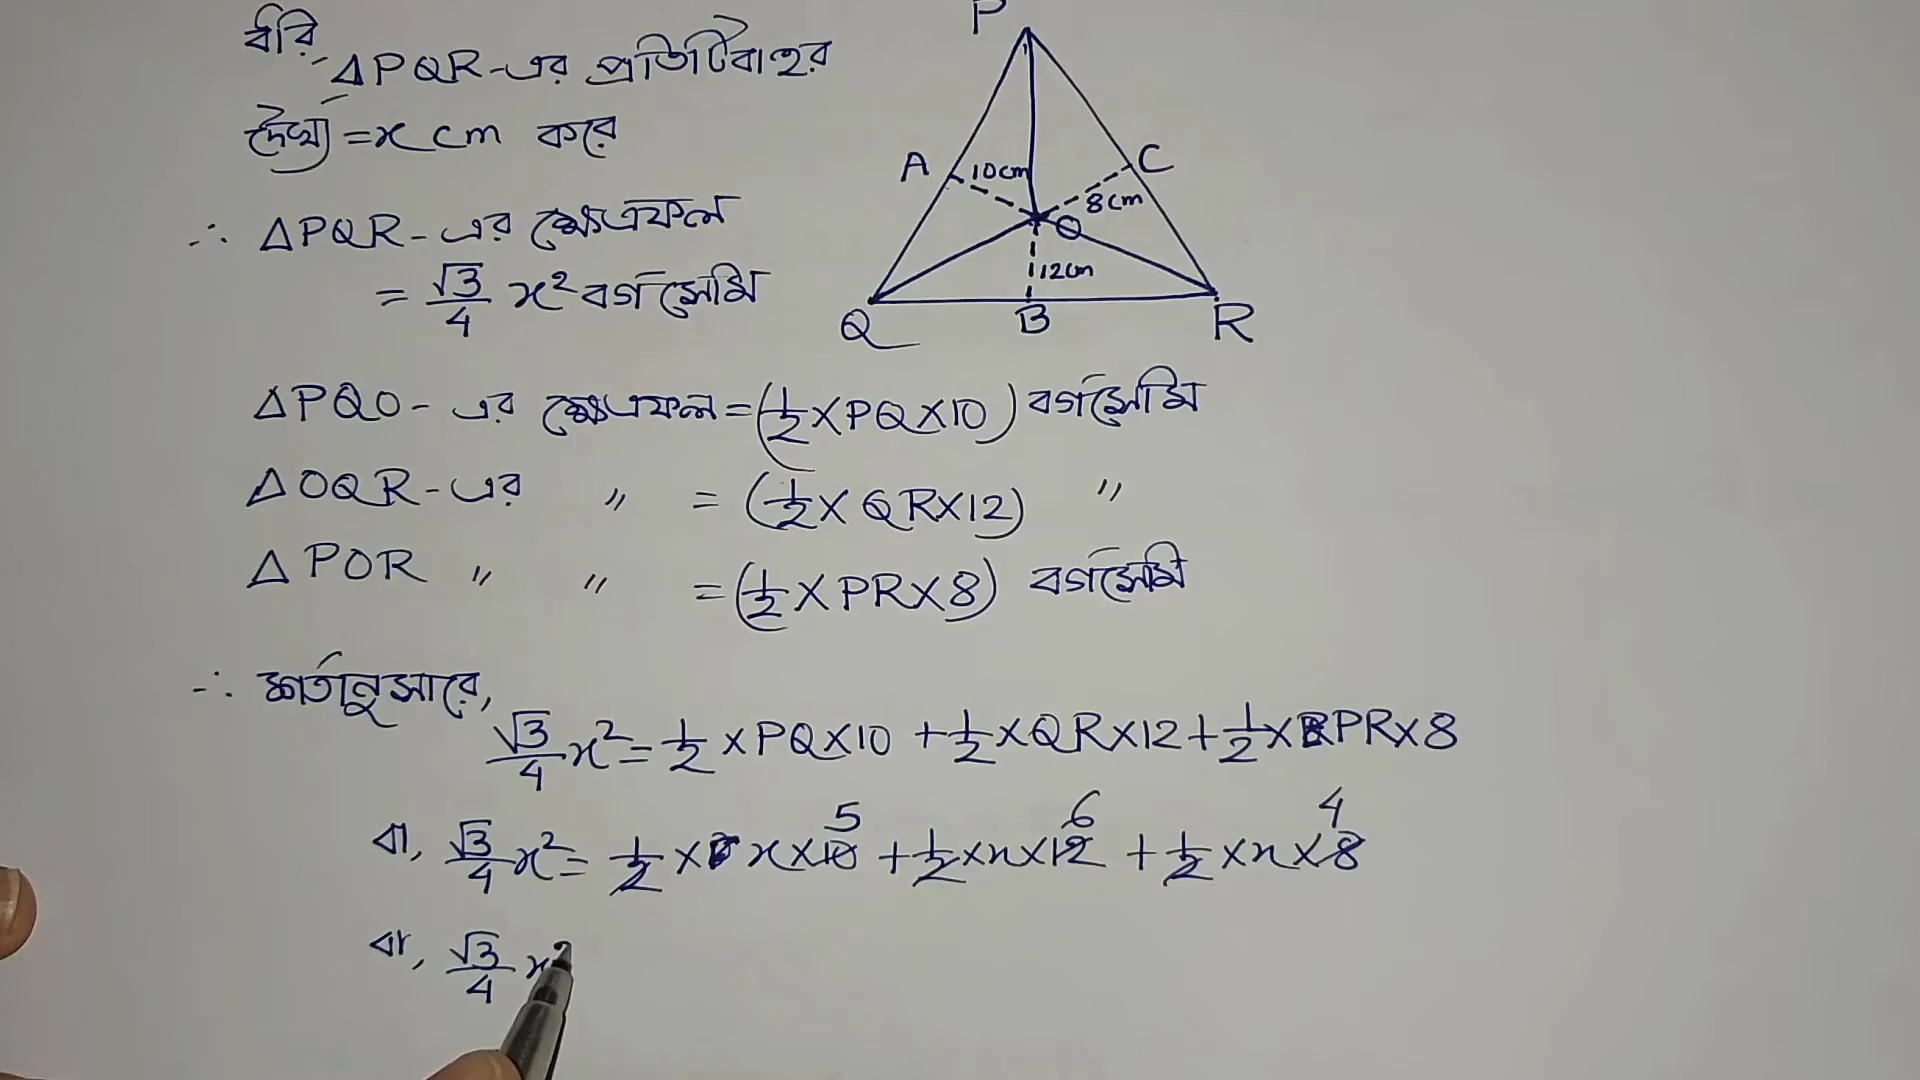 ধরি, ΔPQR-এর প্রতিটিবাহুর
দৈর্ঘ্য = x cm করে
∴ ΔPQR-এর ক্ষেত্রফল
= √3/4 x² বর্গসেমি
P
A
10cm
C
8cm
O
12cm
Q
B
R
ΔPQO-এর ক্ষেত্রফল = (1/2 × PQ × 10) বর্গসেমি
ΔOQR-এর " = (1/2 × QR × 12) "
ΔPOR " " = (1/2 × PR × 8) বর্গসেমি
∴ শর্তানুসারে,
√3/4 x² = 1/2 × PQ × 10 + 1/2 × QR × 12 + 1/2 × PR × 8
5 6 4
বা, √3/4 x² = 1/2 × x × 10 + 1/2 × x × 12 + 1/2 × x × 8
বা, √3/4 x²